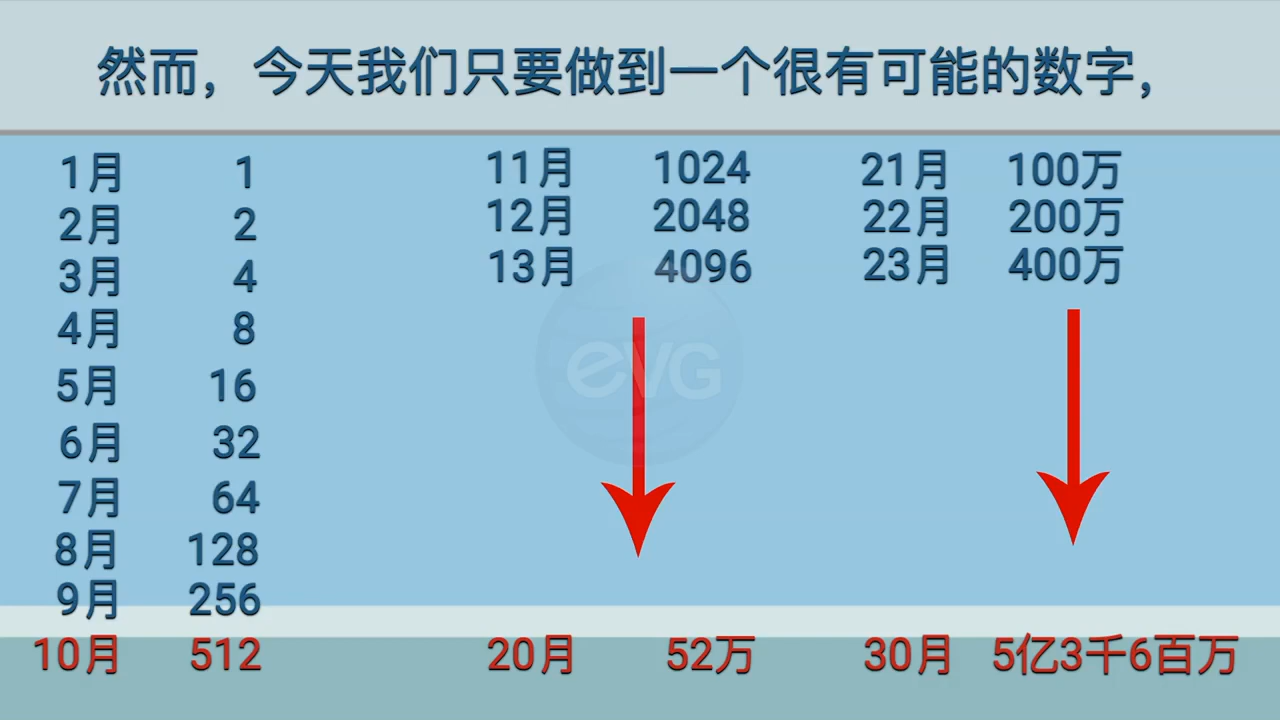 然而，今天我们只要做到一个很有可能的数字，
1月 1 11月 1024 21月 100万
2月 2 12月 2048 22月 200万
3月 4 13月 4096 23月 400万
4月 8
5月 16
eVG
6月 32
7月 64
8月 128
9月 256
10月 512 20月 52万 30月 5亿3千6百万